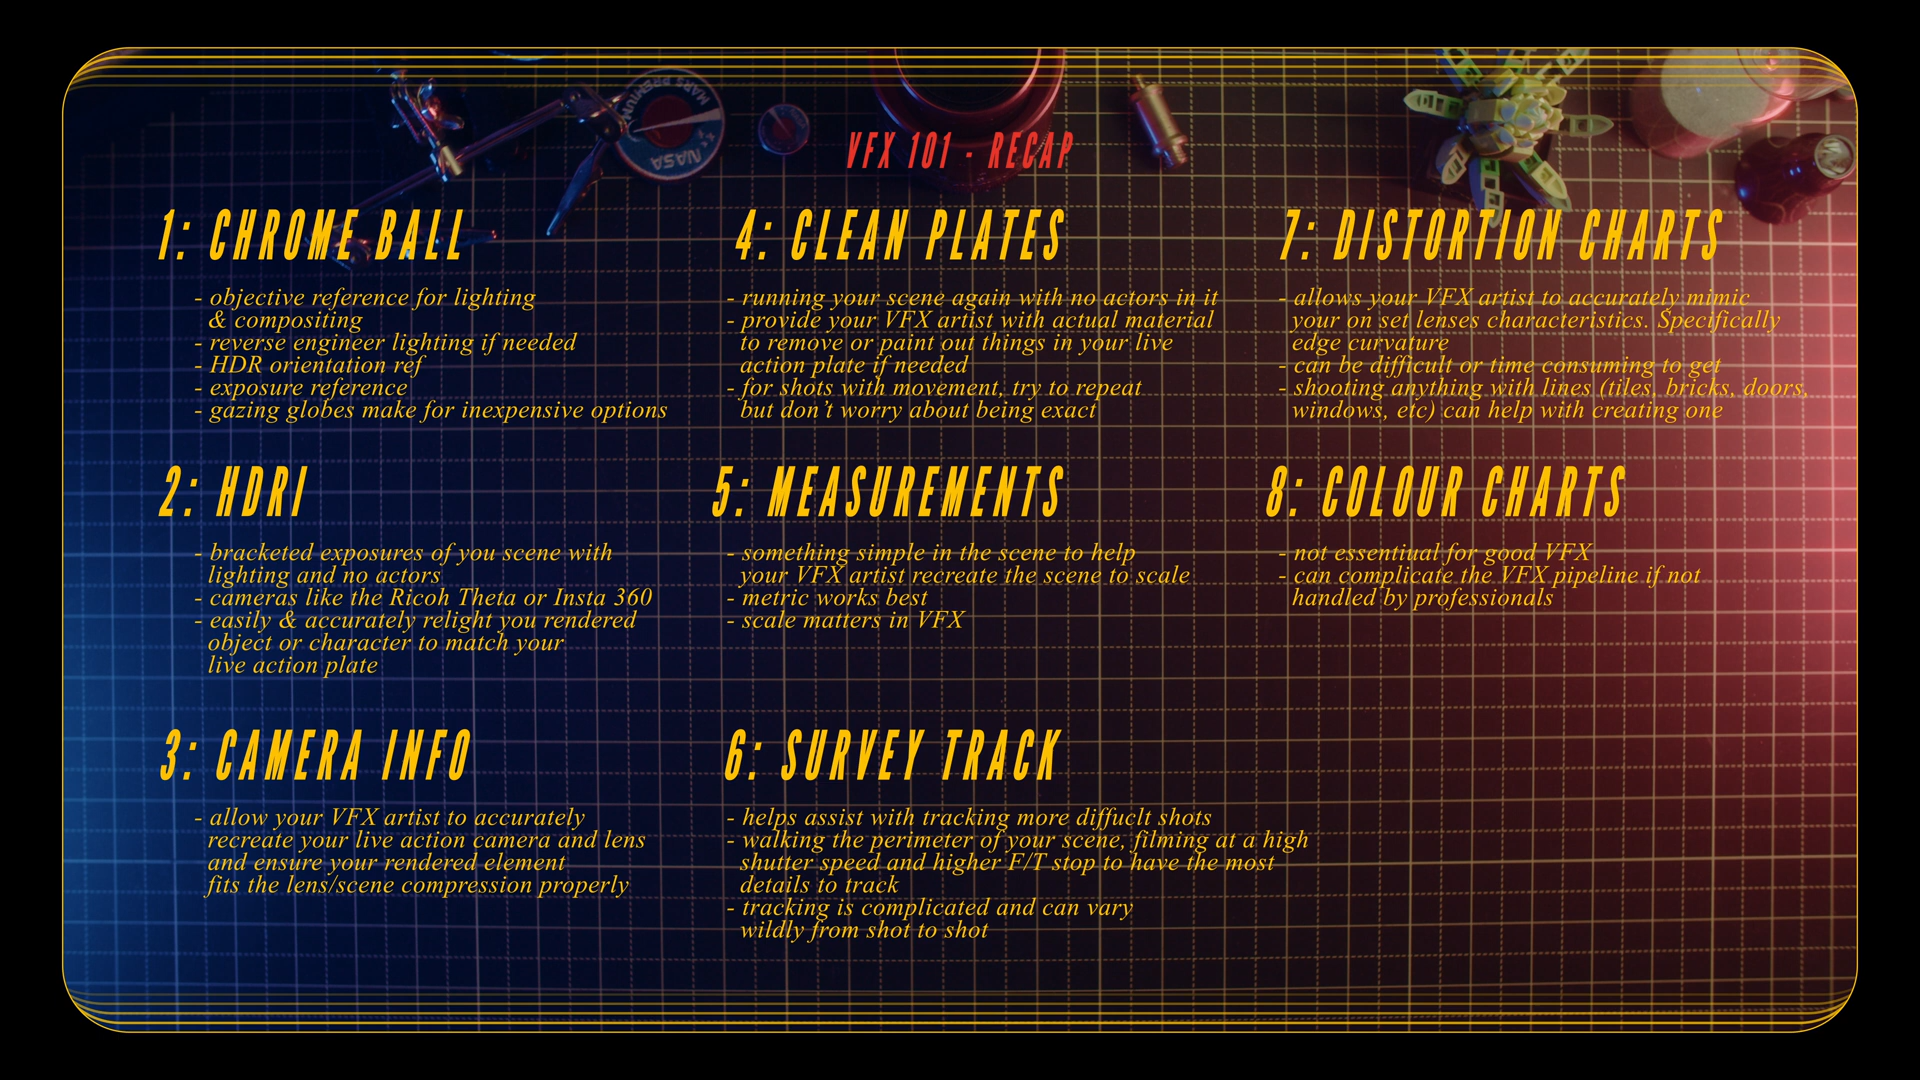 MARS PREMIUM
NASA
VFX 101 - RECAP
1: CHROME BALL
- objective reference for lighting
& compositing
- reverse engineer lighting if needed
- HDR orientation ref
- exposure reference
- gazing globes make for inexpensive options
2: HDRI
- bracketed exposures of you scene with
lighting and no actors
- cameras like the Ricoh Theta or Insta 360
- easily & accurately relight you rendered
object or character to match your
live action plate
3: CAMERA INFO
- allow your VFX artist to accurately
recreate your live action camera and lens
and ensure your rendered element
fits the lens/scene compression properly
4: CLEAN PLATES
- running your scene again with no actors in it
- provide your VFX artist with actual material
to remove or paint out things in your live
action plate if needed
- for shots with movement, try to repeat
but don't worry about being exact
5: MEASUREMENTS
- something simple in the scene to help
your VFX artist recreate the scene to scale
- metric works best
- scale matters in VFX
6: SURVEY TRACK
- helps assist with tracking more diffuclt shots
- walking the perimeter of your scene, filming at a high
shutter speed and higher F/T stop to have the most
details to track
- tracking is complicated and can vary
wildly from shot to shot
7: DISTORTION CHARTS
- allows your VFX artist to accurately mimic
your on set lenses characteristics. Specifically
edge curvature
- can be difficult or time consuming to get
- shooting anything with lines (tiles, bricks, doors,
windows, etc) can help with creating one
8: COLOUR CHARTS
- not essentiual for good VFX
- can complicate the VFX pipeline if not
handled by professionals